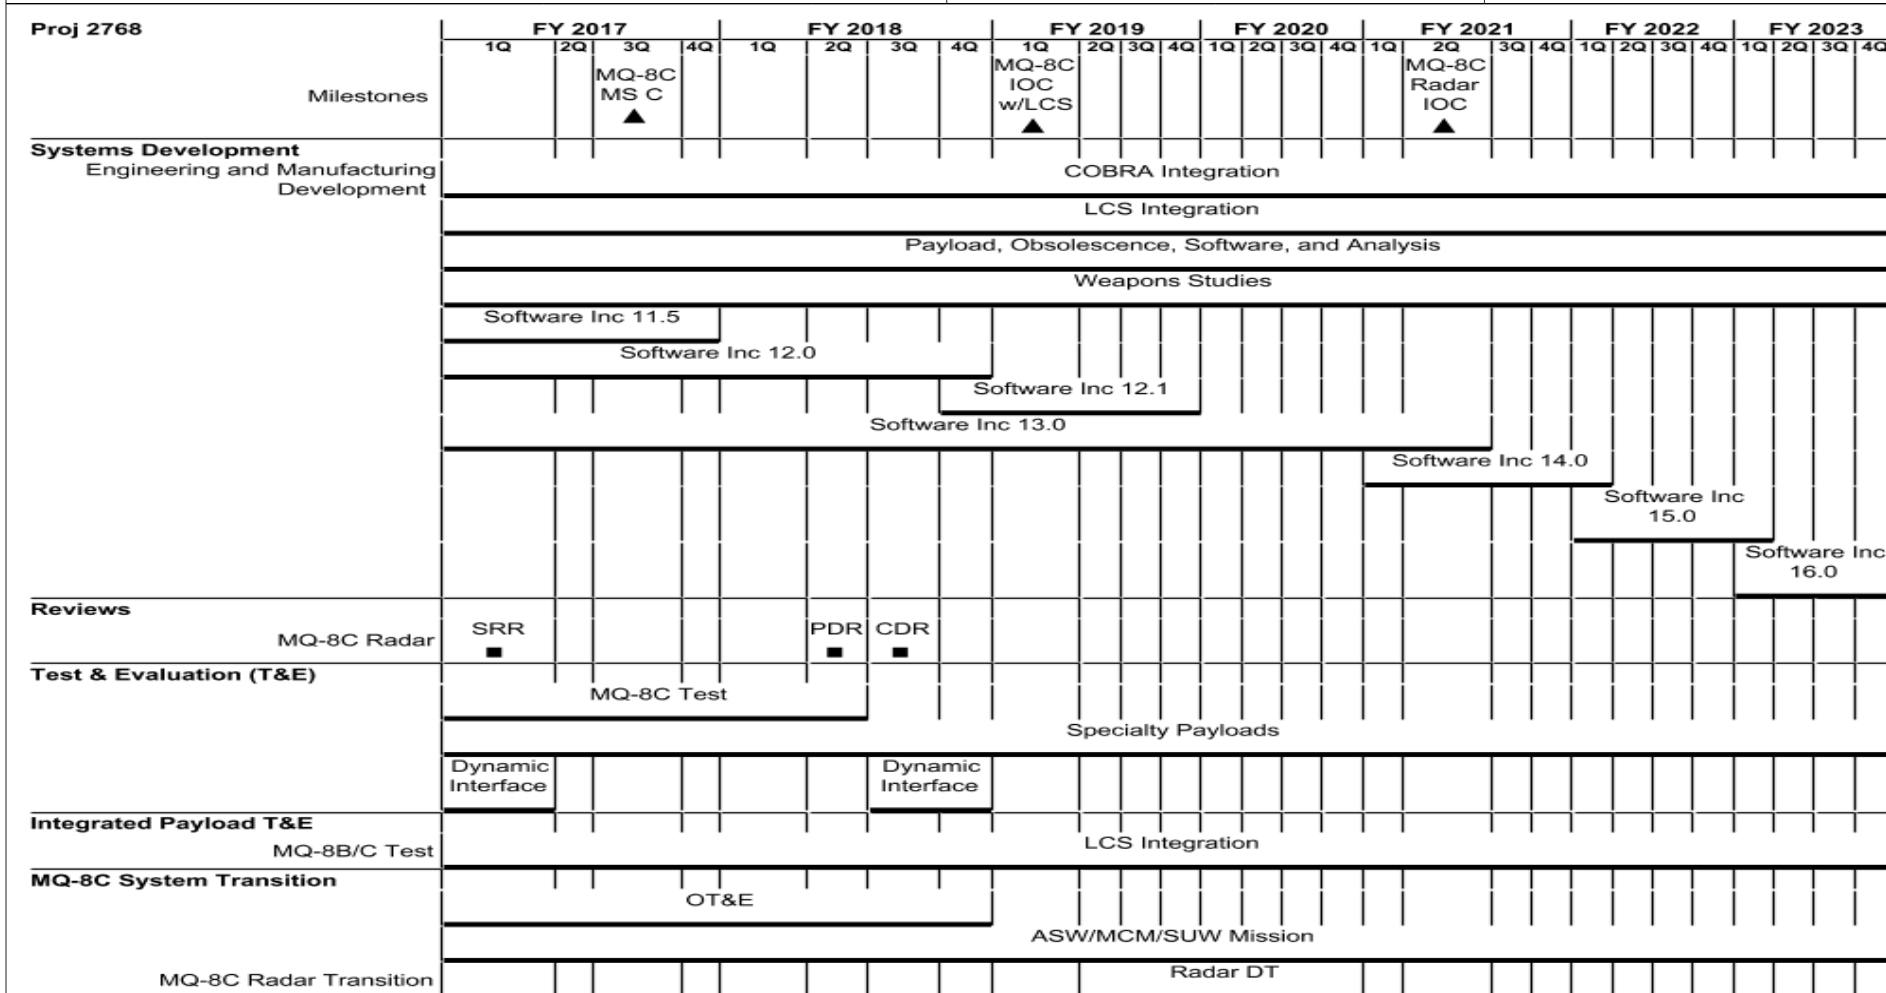 Proj 2768 FY 2017 FY 2018 FY 2019 FY 2020 FY 2021 FY 2022 FY 2023
1Q 2Q 3Q 4Q 1Q 2Q 3Q 4Q 1Q 2Q 3Q 4Q 1Q 2Q 3Q 4Q 1Q 2Q 3Q 4Q 1Q 2Q 3Q 4Q 1Q 2Q 3Q 4Q
Milestones
MQ-8C
MS C
MQ-8C
IOC
w/LCS
MQ-8C
Radar
IOC
Systems Development
Engineering and Manufacturing
Development
COBRA Integration
LCS Integration
Payload, Obsolescence, Software, and Analysis
Weapons Studies
Software Inc 11.5
Software Inc 12.0
Software Inc 12.1
Software Inc 13.0
Software Inc 14.0
Software Inc
15.0
Software Inc
16.0
Reviews
MQ-8C Radar
SRR
PDR
CDR
Test & Evaluation (T&E)
MQ-8C Test
Specialty Payloads
Dynamic
Interface
Dynamic
Interface
Integrated Payload T&E
MQ-8B/C Test
LCS Integration
MQ-8C System Transition
OT&E
ASW/MCM/SUW Mission
MQ-8C Radar Transition
Radar DT